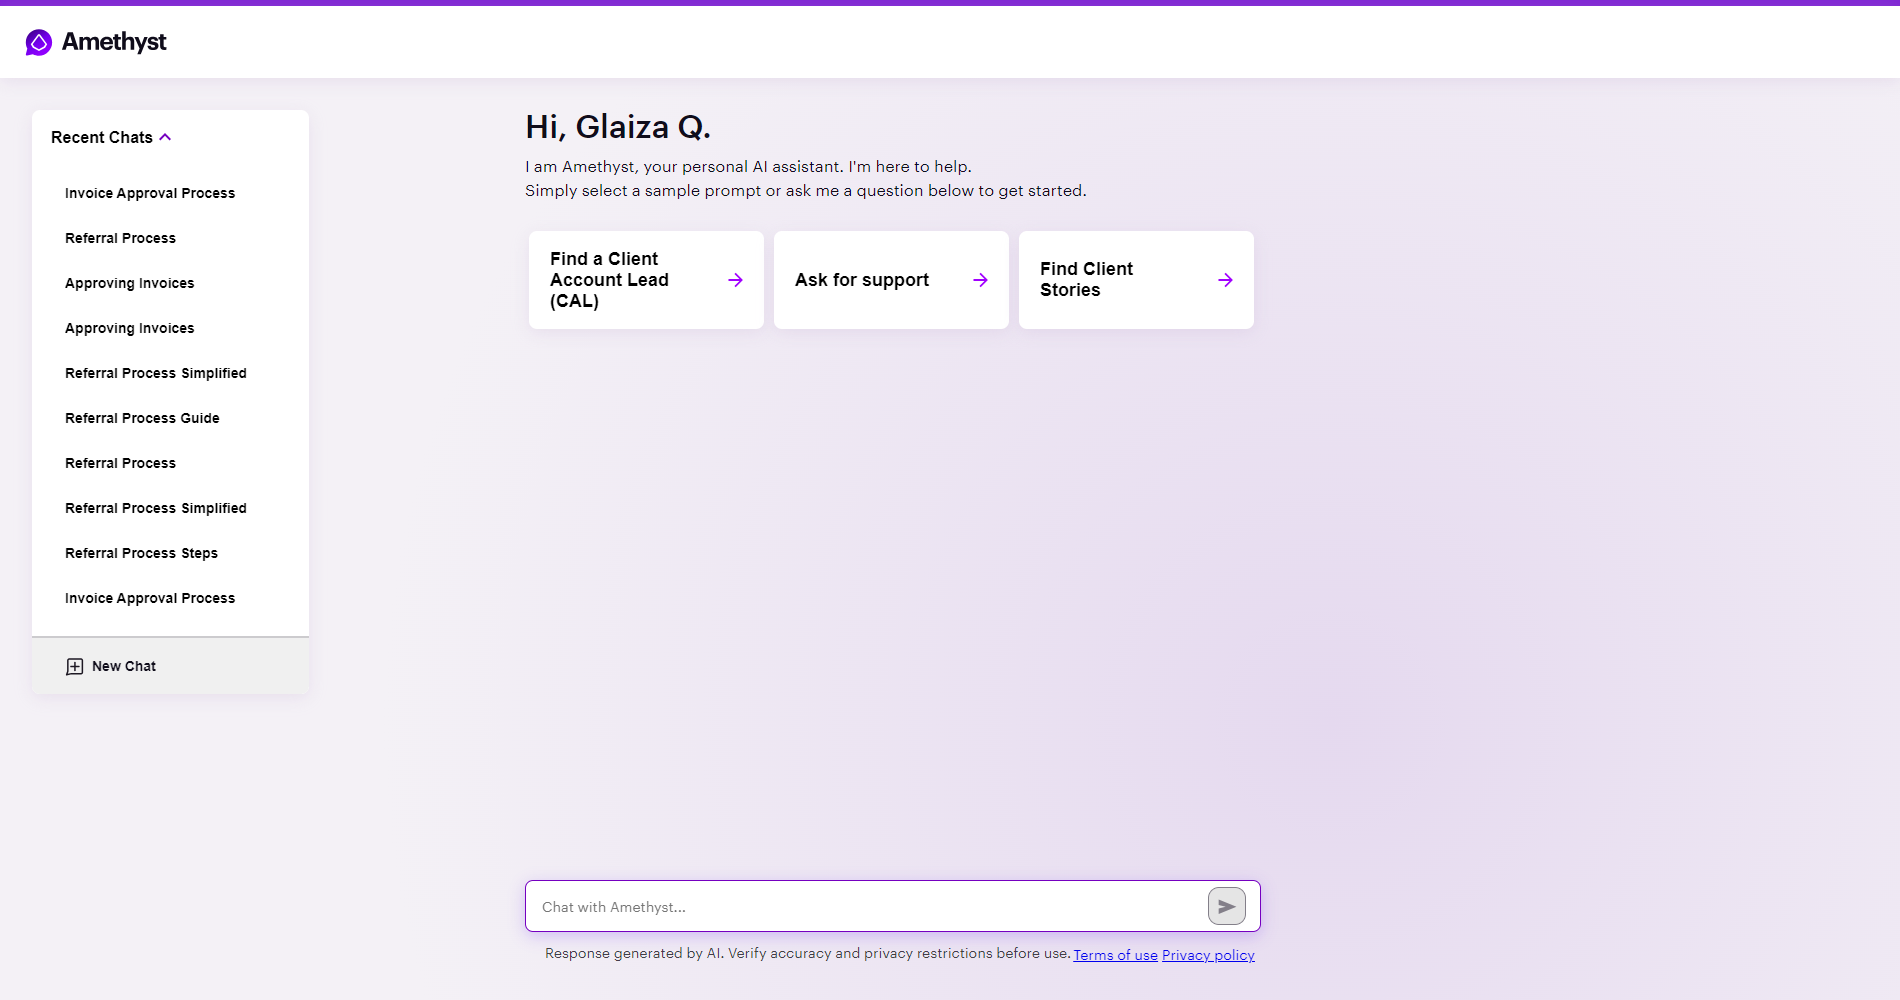 Amethyst
Recent Chats
Invoice Approval Process
Referral Process
Approving Invoices
Approving Invoices
Referral Process Simplified
Referral Process Guide
Referral Process
Referral Process Simplified
Referral Process Steps
Invoice Approval Process
New Chat
Hi, Glaiza Q.
I am Amethyst, your personal AI assistant. I'm here to help.
Simply select a sample prompt or ask me a question below to get started.
Find a Client
Account Lead
(CAL)
Ask for support
Find Client
Stories
Chat with Amethyst...
Response generated by AI. Verify accuracy and privacy restrictions before use. Terms of use Privacy policy